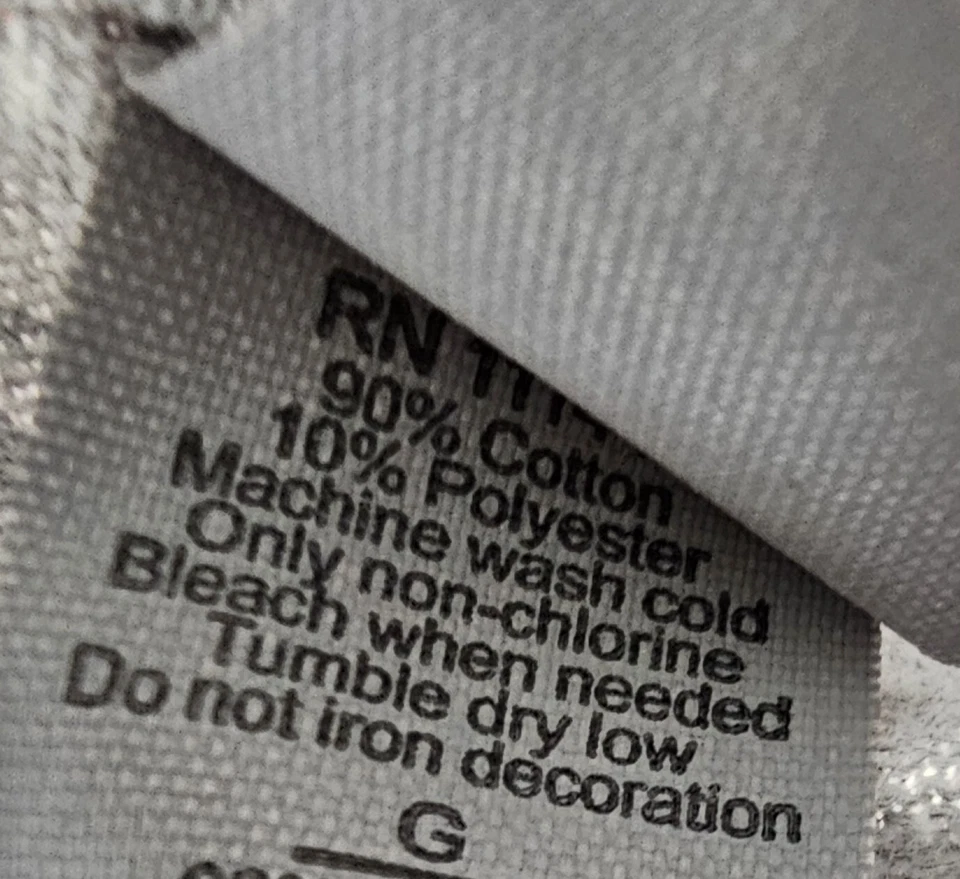 RN
90% Cotton
10% Polyester
Machine wash cold
Only non-chlorine
Bleach when needed
Tumble dry low
Do not iron decoration
G